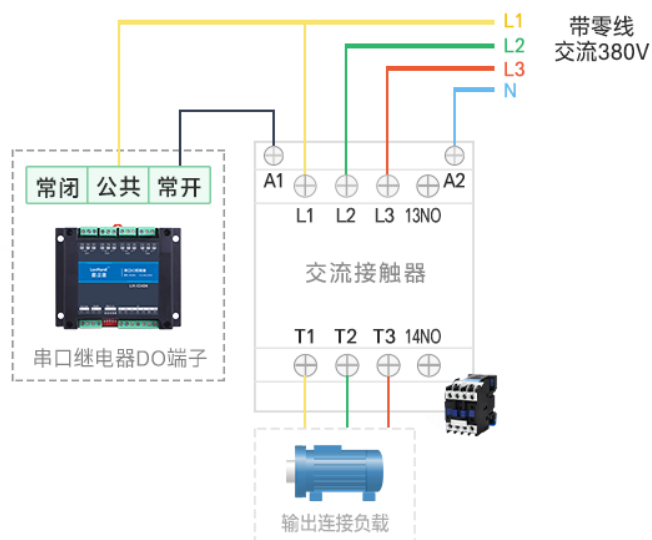 L1
L2
L3
N
带零线
交流380V
A1
A2
L1 L2 L3 13NO
常闭 公共 常开
交流接触器
T1 T2 T3 14NO
串口继电器DO端子
输出连接负载